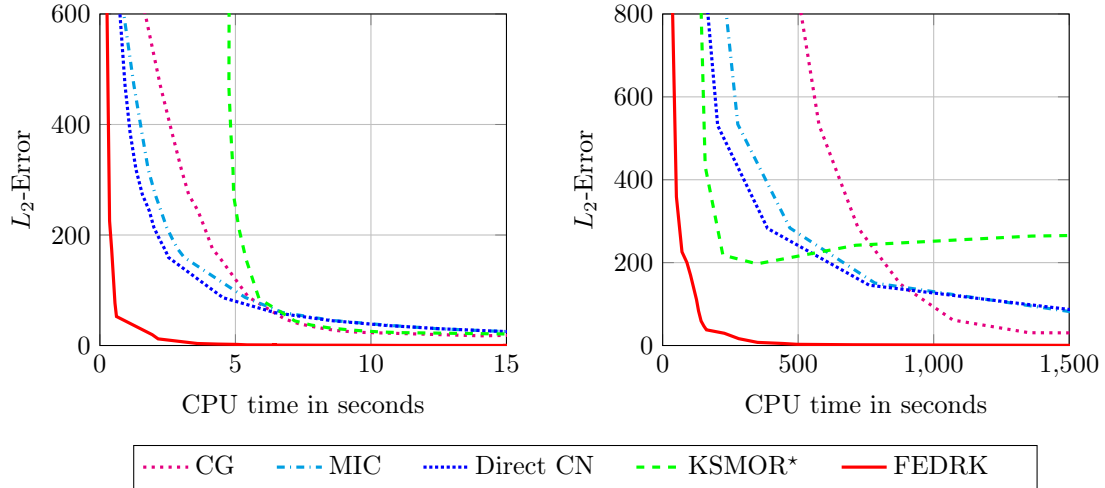 600
400
200
0
0
5
10
15
L₂-Error
CPU time in seconds
800
600
400
200
0
0
500
1,000
1,500
L₂-Error
CPU time in seconds
CG
MIC
Direct CN
KSMOR⋆
FEDRK